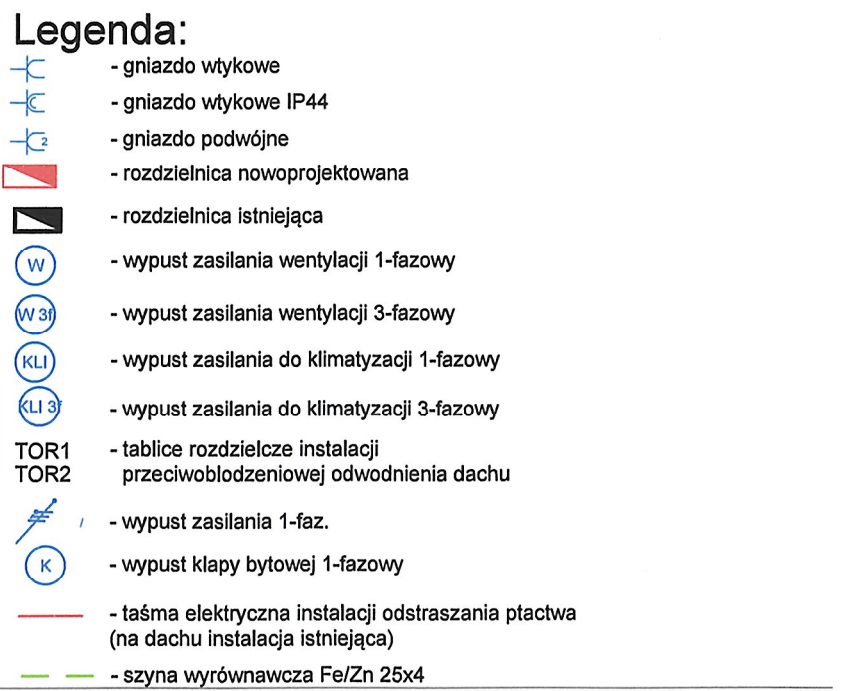 Legenda:
- gniazdo wtykowe
- gniazdo wtykowe IP44
2 - gniazdo podwójne
- rozdzielnica nowoprojektowana
- rozdzielnica istniejąca
W - wypust zasilania wentylacji 1-fazowy
W 3f - wypust zasilania wentylacji 3-fazowy
KLI - wypust zasilania do klimatyzacji 1-fazowy
KLI 3f - wypust zasilania do klimatyzacji 3-fazowy
TOR1 - tablice rozdzielcze instalacji
TOR2 przeciwoblodzeniowej odwodnienia dachu
- wypust zasilania 1-faz.
K - wypust klapy bytowej 1-fazowy
- taśma elektryczna instalacji odstraszania ptactwa
(na dachu instalacja istniejąca)
- szyna wyrównawcza Fe/Zn 25x4